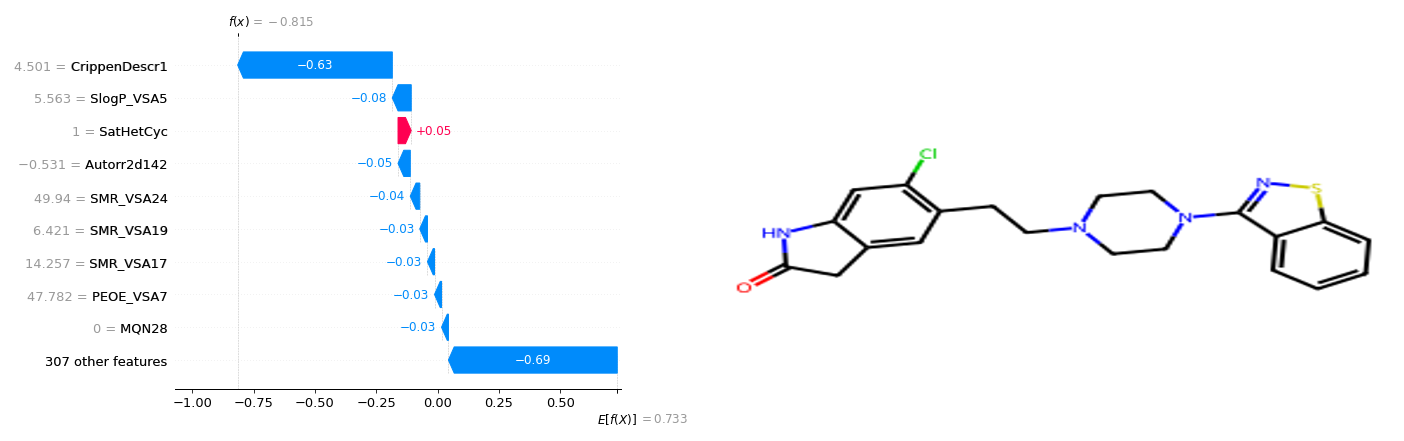 f(x) = −0.815
4.501 = CrippenDescr1
−0.63
5.563 = SlogP_VSA5
−0.08
1 = SatHetCyc
+0.05
−0.531 = Autorr2d142
−0.05
49.94 = SMR_VSA24
−0.04
6.421 = SMR_VSA19
−0.03
14.257 = SMR_VSA17
−0.03
47.782 = PEOE_VSA7
−0.03
0 = MQN28
−0.03
307 other features
−0.69
−1.00 −0.75 −0.50 −0.25 0.00 0.25 0.50
E[f(X)] = 0.733
Cl
N S
HN N N
O